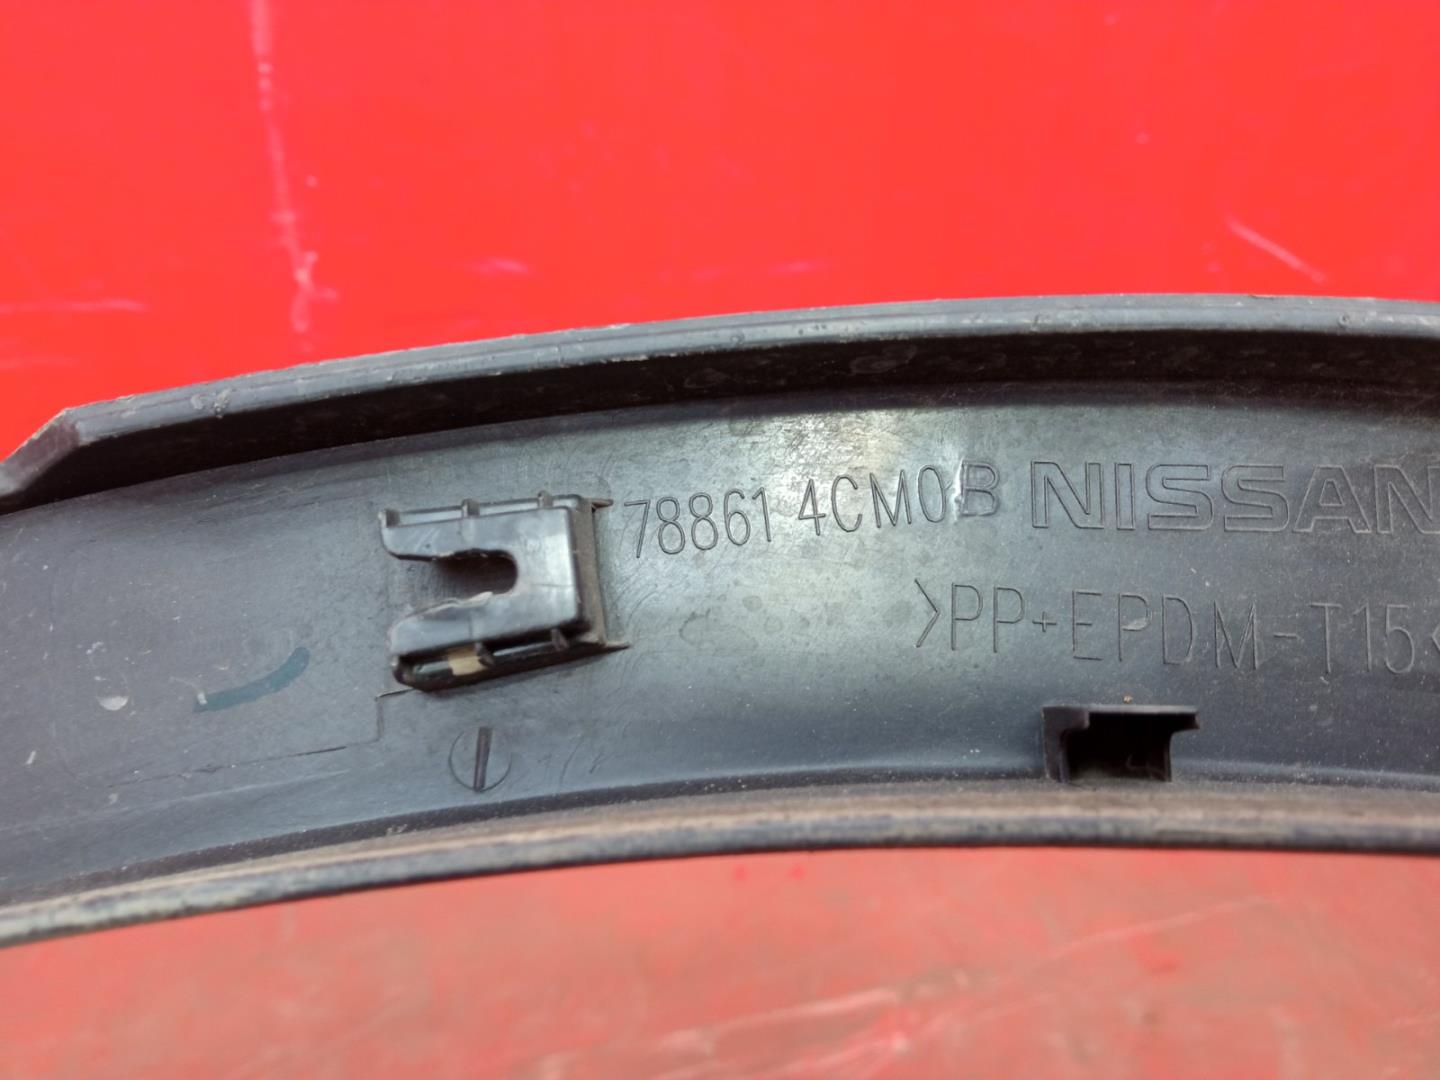 78861 4CM0B NISSAN
>PP+EPDM-T15<